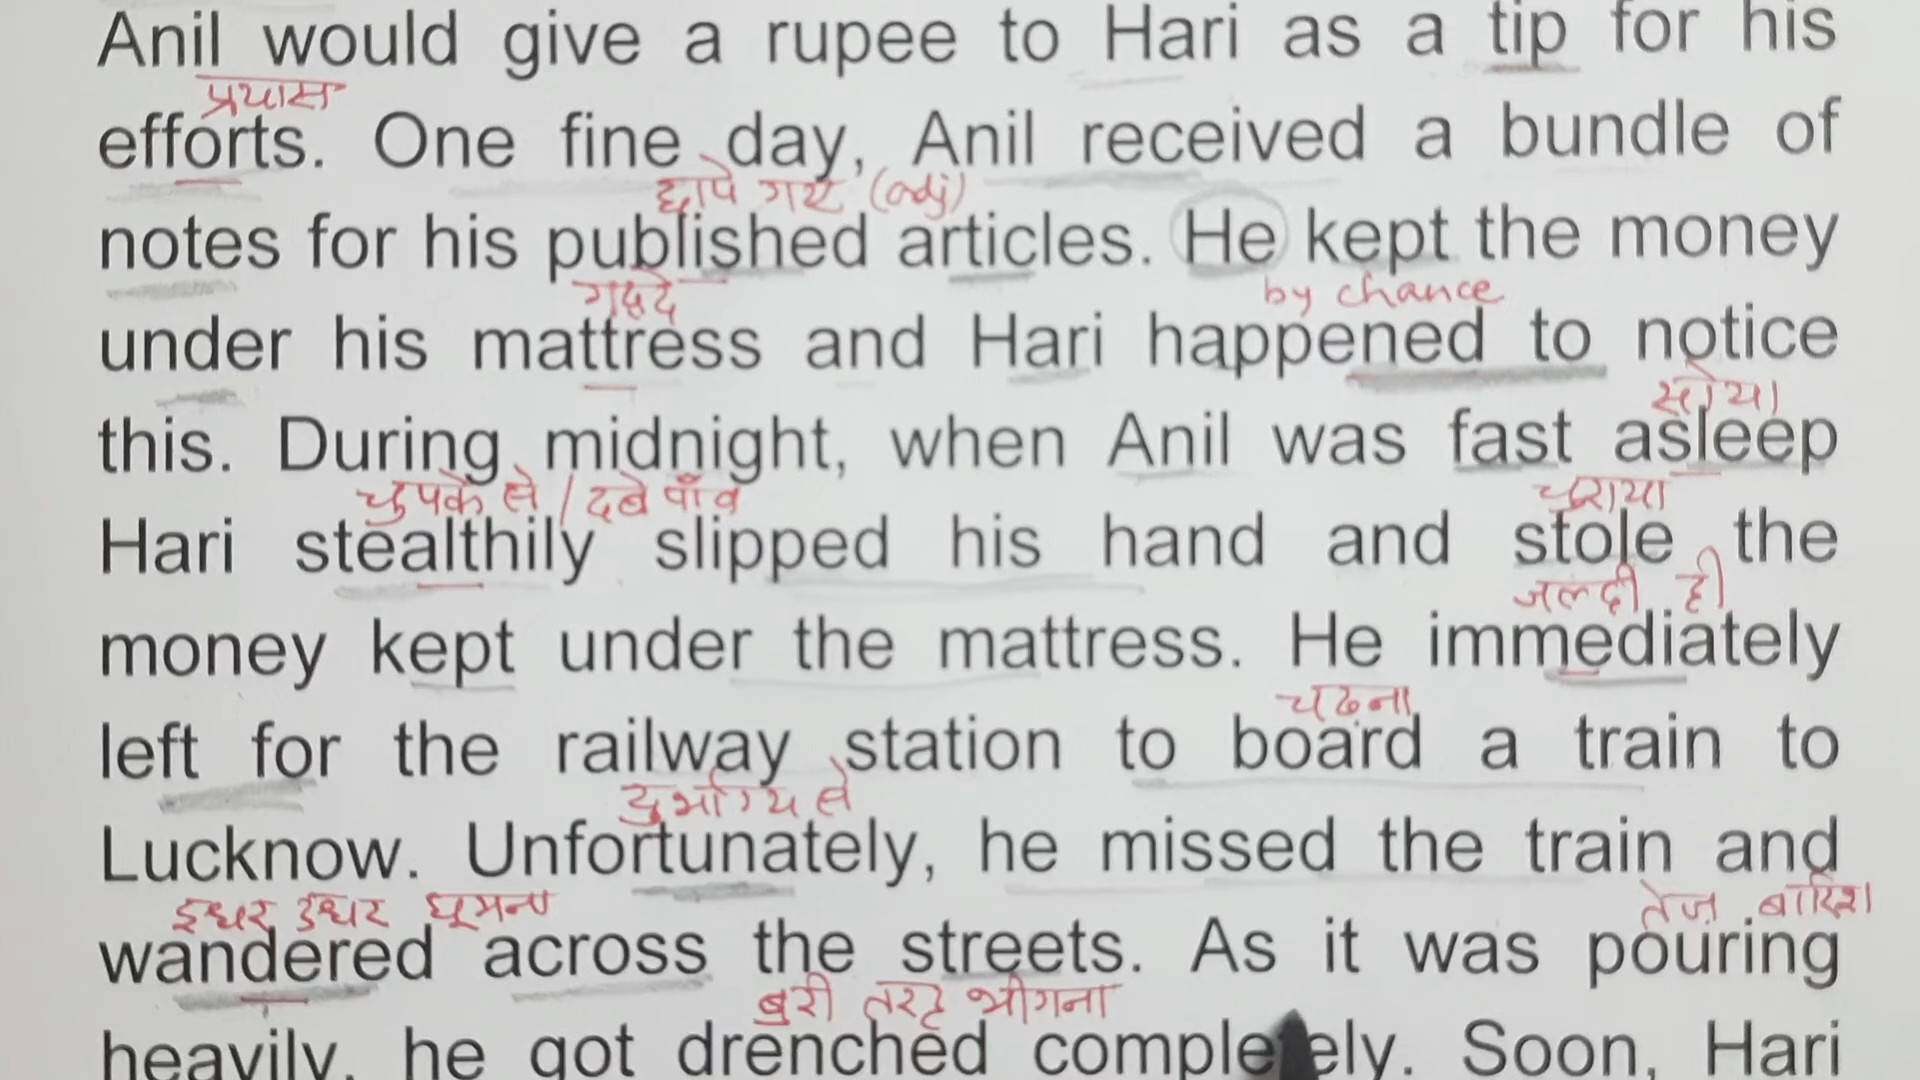 Anil would give a rupee to Hari as a tip for his
प्रयास
efforts. One fine day, Anil received a bundle of
छापे गए (adj)
notes for his published articles. He kept the money
गद्दे by chance
under his mattress and Hari happened to notice
सोया
this. During midnight, when Anil was fast asleep
चुपके से / दबे पाँव चुराया
Hari stealthily slipped his hand and stole the
जल्दी ही
money kept under the mattress. He immediately
चढना
left for the railway station to board a train to
दुर्भाग्य से
Lucknow. Unfortunately, he missed the train and
इधर उधर घूमना तेज बारिश
wandered across the streets. As it was pouring
बुरी तरह भीगना
heavily, he got drenched completely. Soon, Hari